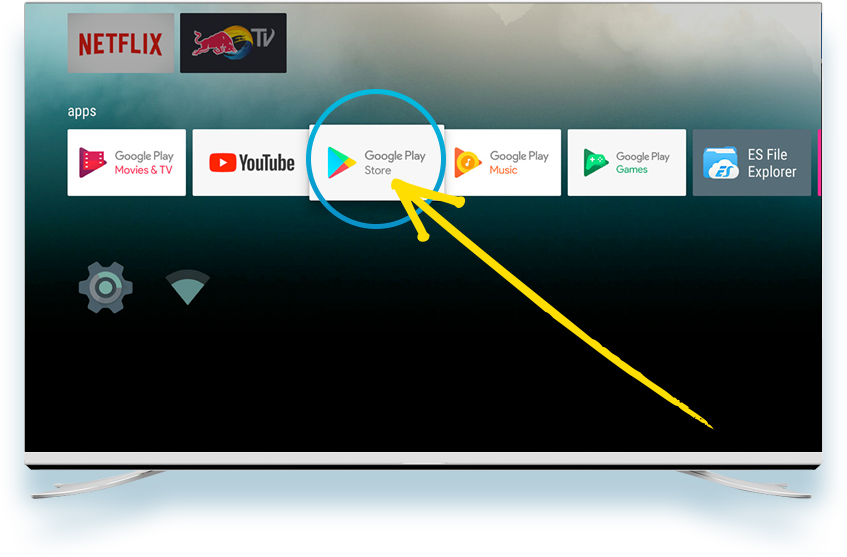 NETFLIX
TV
apps
Google Play
Movies & TV
YouTube
Google Play
Store
Google Play
Music
Google Play
Games
ES
ES File
Explorer